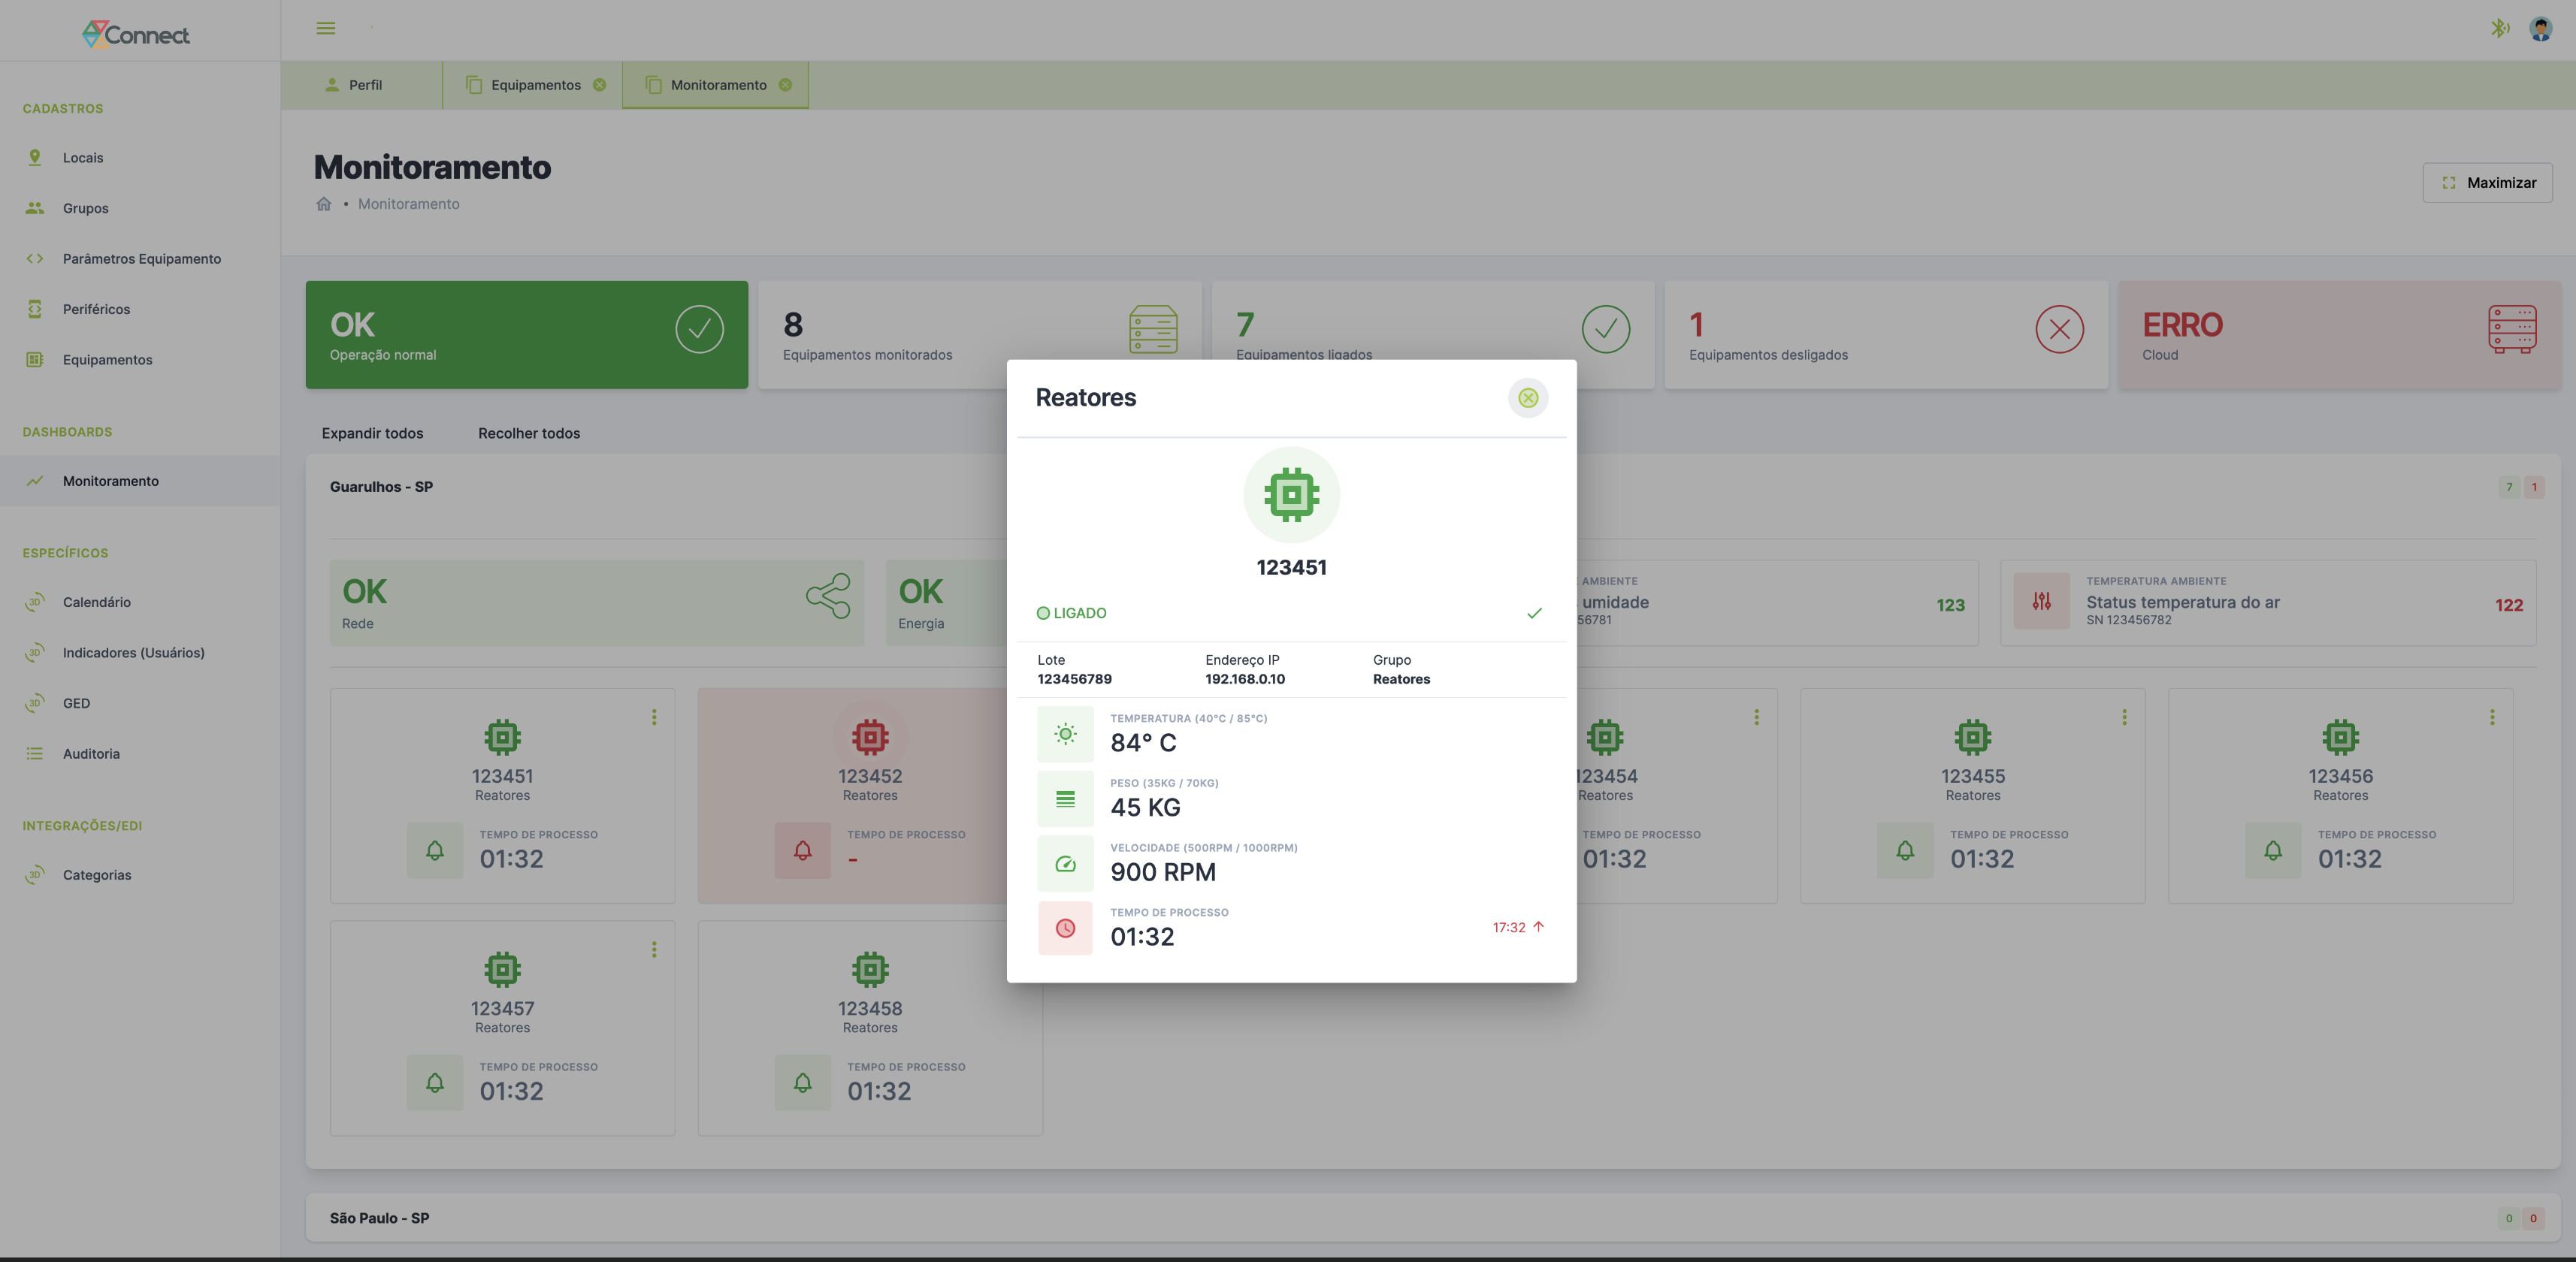 Connect
CADASTROS
Locais
Grupos
Parâmetros Equipamento
Periféricos
Equipamentos
DASHBOARDS
Monitoramento
ESPECÍFICOS
3D Calendário
3D Indicadores (Usuários)
3D GED
Auditoria
INTEGRAÇÕES/EDI
3D Categorias
Perfil
Equipamentos
Monitoramento
Monitoramento
• Monitoramento
Maximizar
OK
Operação normal
8
Equipamentos monitorados
7
Equipamentos ligados
1
Equipamentos desligados
ERRO
Cloud
Expandir todos
Recolher todos
Guarulhos - SP
7 1
OK
Rede
OK
Energia
AMBIENTE
umidade
56781
123
TEMPERATURA AMBIENTE
Status temperatura do ar
SN 123456782
122
123451
Reatores
TEMPO DE PROCESSO
01:32
123452
Reatores
TEMPO DE PROCESSO
-
123454
Reatores
TEMPO DE PROCESSO
01:32
123455
Reatores
TEMPO DE PROCESSO
01:32
123456
Reatores
TEMPO DE PROCESSO
01:32
123457
Reatores
TEMPO DE PROCESSO
01:32
123458
Reatores
TEMPO DE PROCESSO
01:32
São Paulo - SP
0 0
Reatores
123451
LIGADO
Lote
123456789
Endereço IP
192.168.0.10
Grupo
Reatores
TEMPERATURA (40°C / 85°C)
84° C
PESO (35KG / 70KG)
45 KG
VELOCIDADE (500RPM / 1000RPM)
900 RPM
TEMPO DE PROCESSO
01:32
17:32